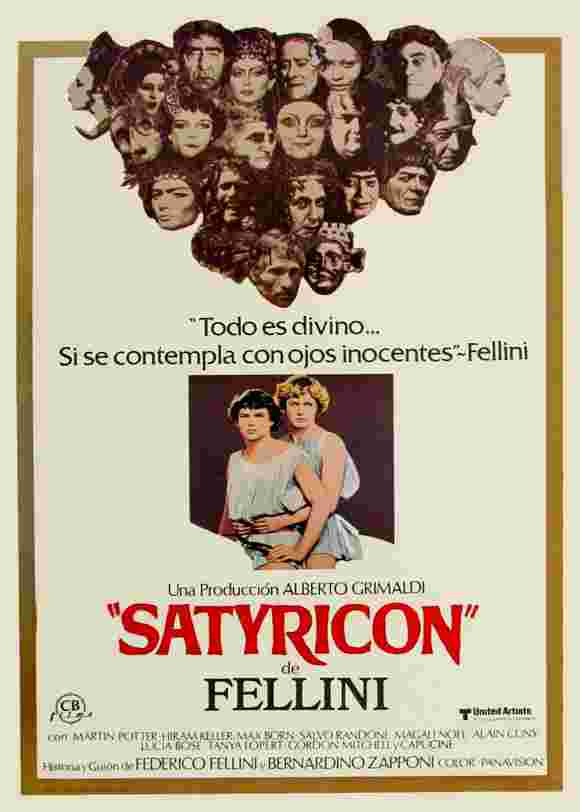 "Todo es divino...
Si se contempla con ojos inocentes"~Fellini
Una Producción ALBERTO GRIMALDI
"SATYRICON"
de
FELLINI
CB
films
United Artists
con MARTIN POTTER·HIRAM KELLER·MAX BORN·SALVO RANDONE·MAGALI NOEL·ALAIN CUNY·
LUCIA BOSE·TANYA LOPERT·GORDON MITCHELL y CAPUCINE
Historia y Guión de FEDERICO FELLINI y BERNARDINO ZAPPONI COLOR·PANAVISION